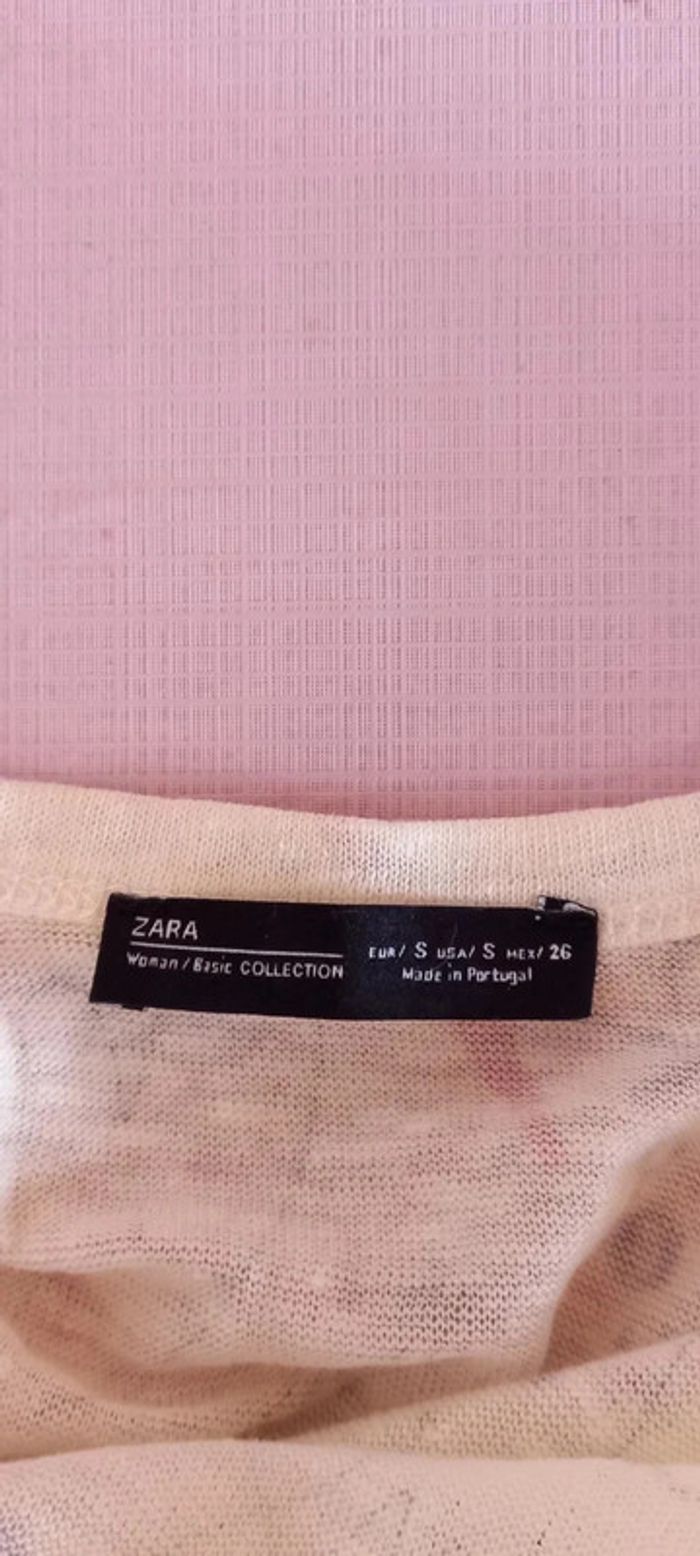 ZARA
Woman / Basic COLLECTION
EUR/ S USA/ S MEX/ 26
Made in Portugal